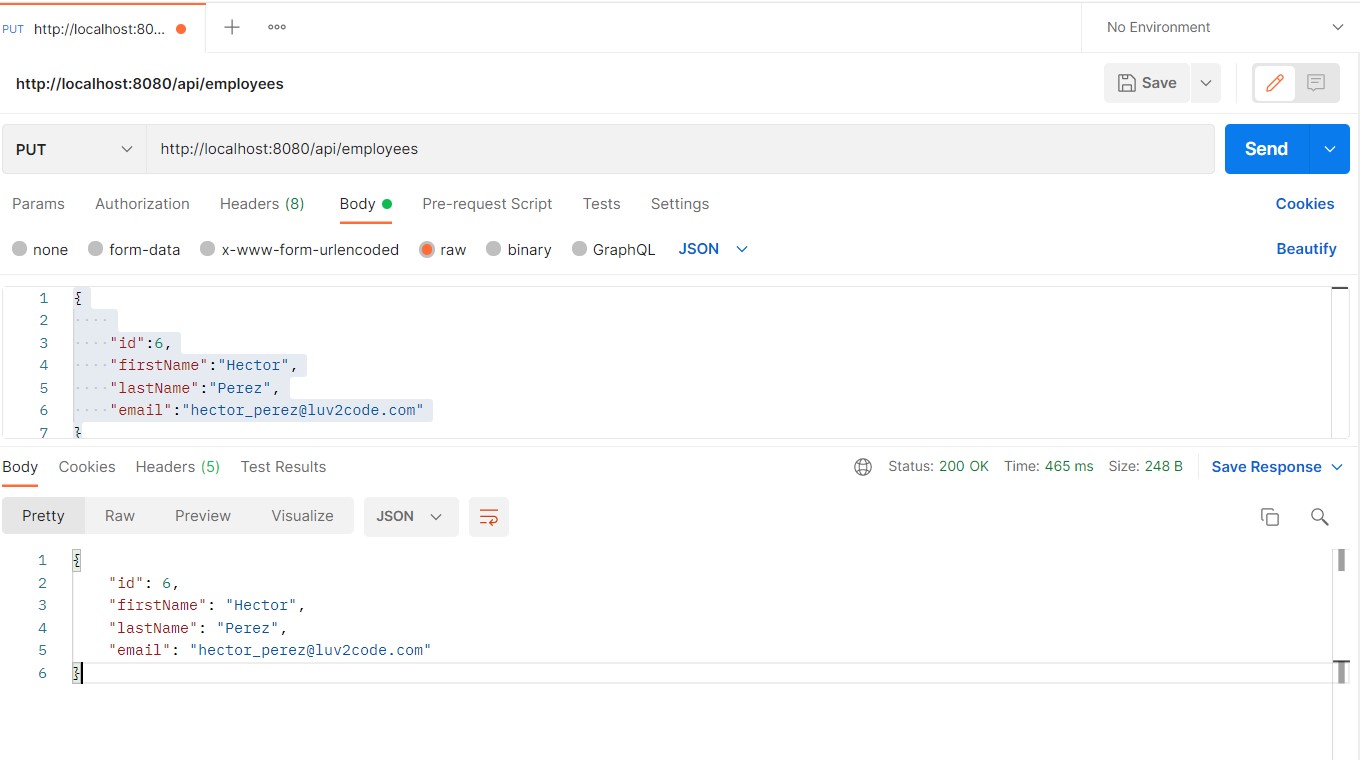 PUT http://localhost:80...
No Environment
http://localhost:8080/api/employees
Save
PUT http://localhost:8080/api/employees Send
Params Authorization Headers (8) Body Pre-request Script Tests Settings Cookies
none form-data x-www-form-urlencoded raw binary GraphQL JSON Beautify
1 {
2
3 "id":6,
4 "firstName":"Hector",
5 "lastName":"Perez",
6 "email":"hector_perez@luv2code.com"
7 }
Body Cookies Headers (5) Test Results Status: 200 OK Time: 465 ms Size: 248 B Save Response
Pretty Raw Preview Visualize JSON
1 {
2 "id": 6,
3 "firstName": "Hector",
4 "lastName": "Perez",
5 "email": "hector_perez@luv2code.com"
6 }